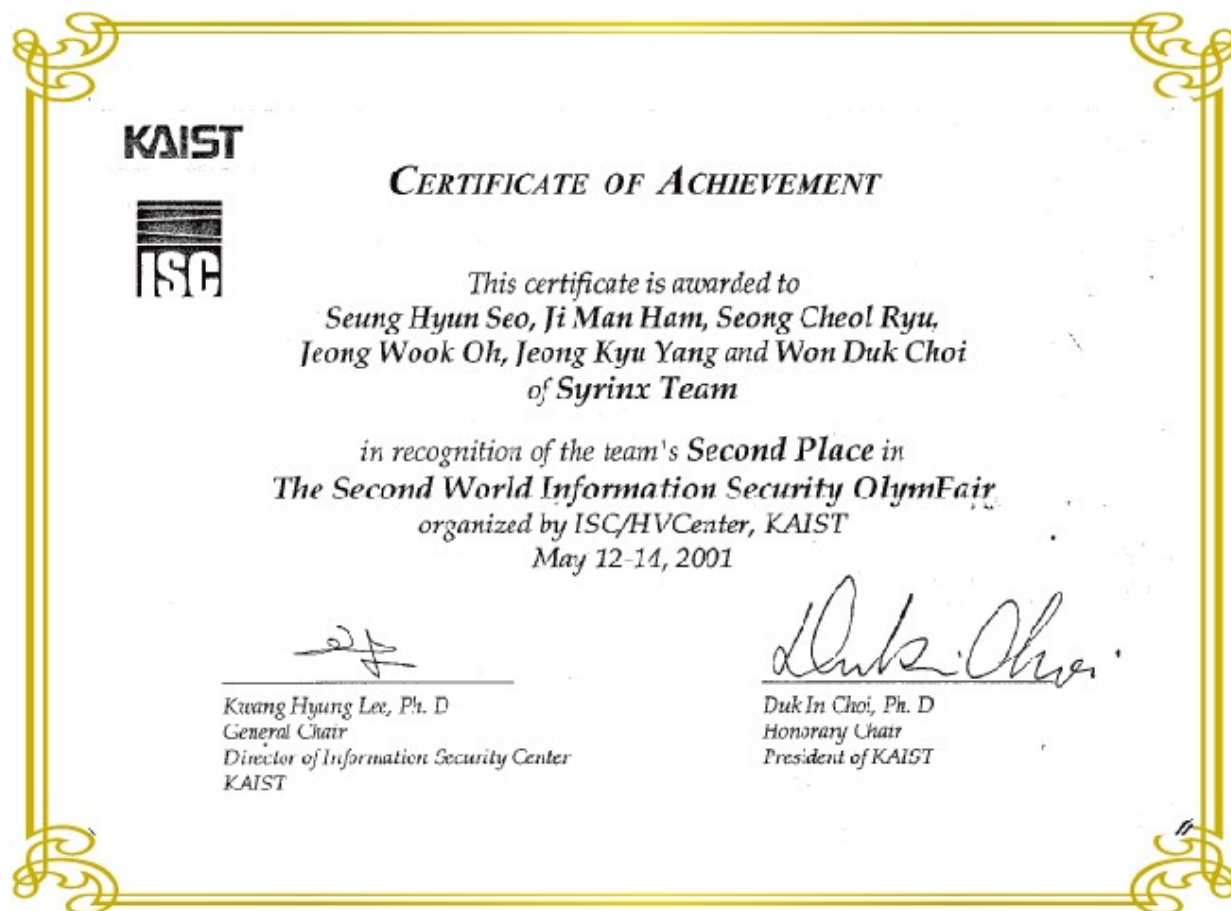 KAIST
ISC
CERTIFICATE OF ACHIEVEMENT
This certificate is awarded to
Seung Hyun Seo, Ji Man Ham, Seong Cheol Ryu,
Jeong Wook Oh, Jeong Kyu Yang and Won Duk Choi
of Syrinx Team
in recognition of the team's Second Place in
The Second World Information Security OlymFair
organized by ISC/HVCenter, KAIST
May 12-14, 2001
Duk In Choi
Kwang Hyung Lee, Ph. D
General Chair
Director of Information Security Center
KAIST
Duk In Choi, Ph. D
Honorary Chair
President of KAIST